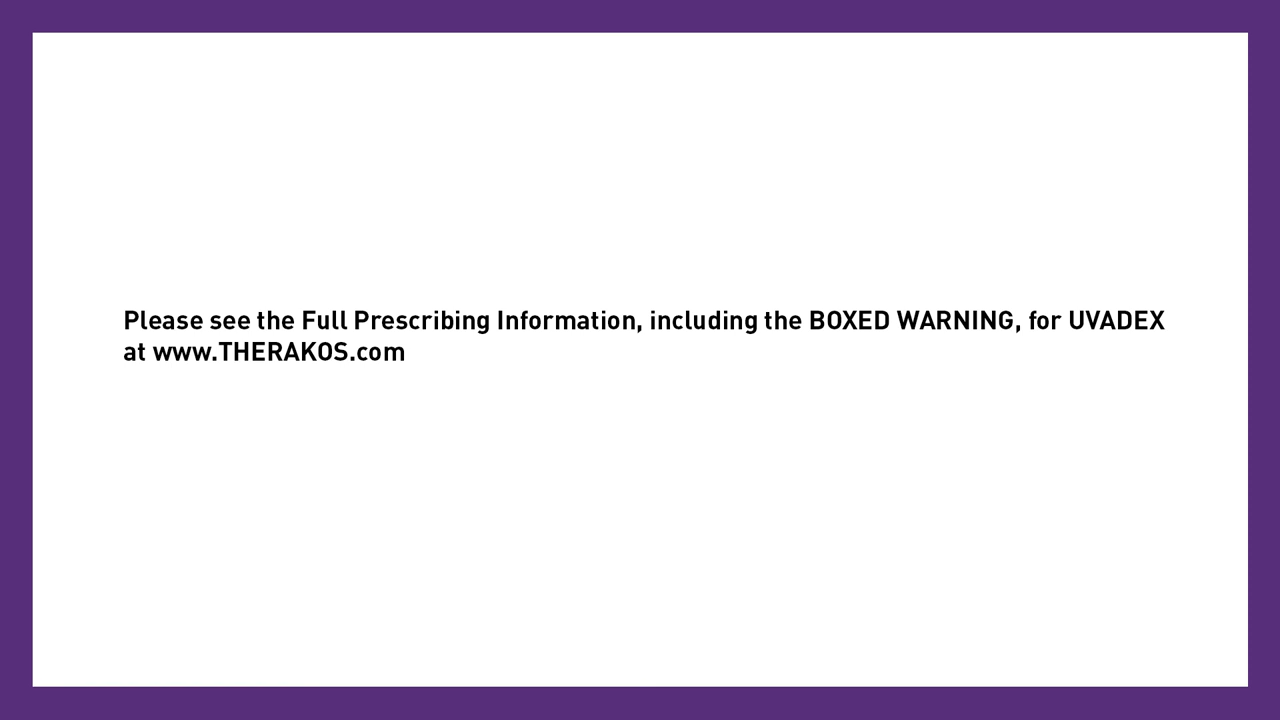 Please see the Full Prescribing Information, including the BOXED WARNING, for UVADEX
at www.THERAKOS.com